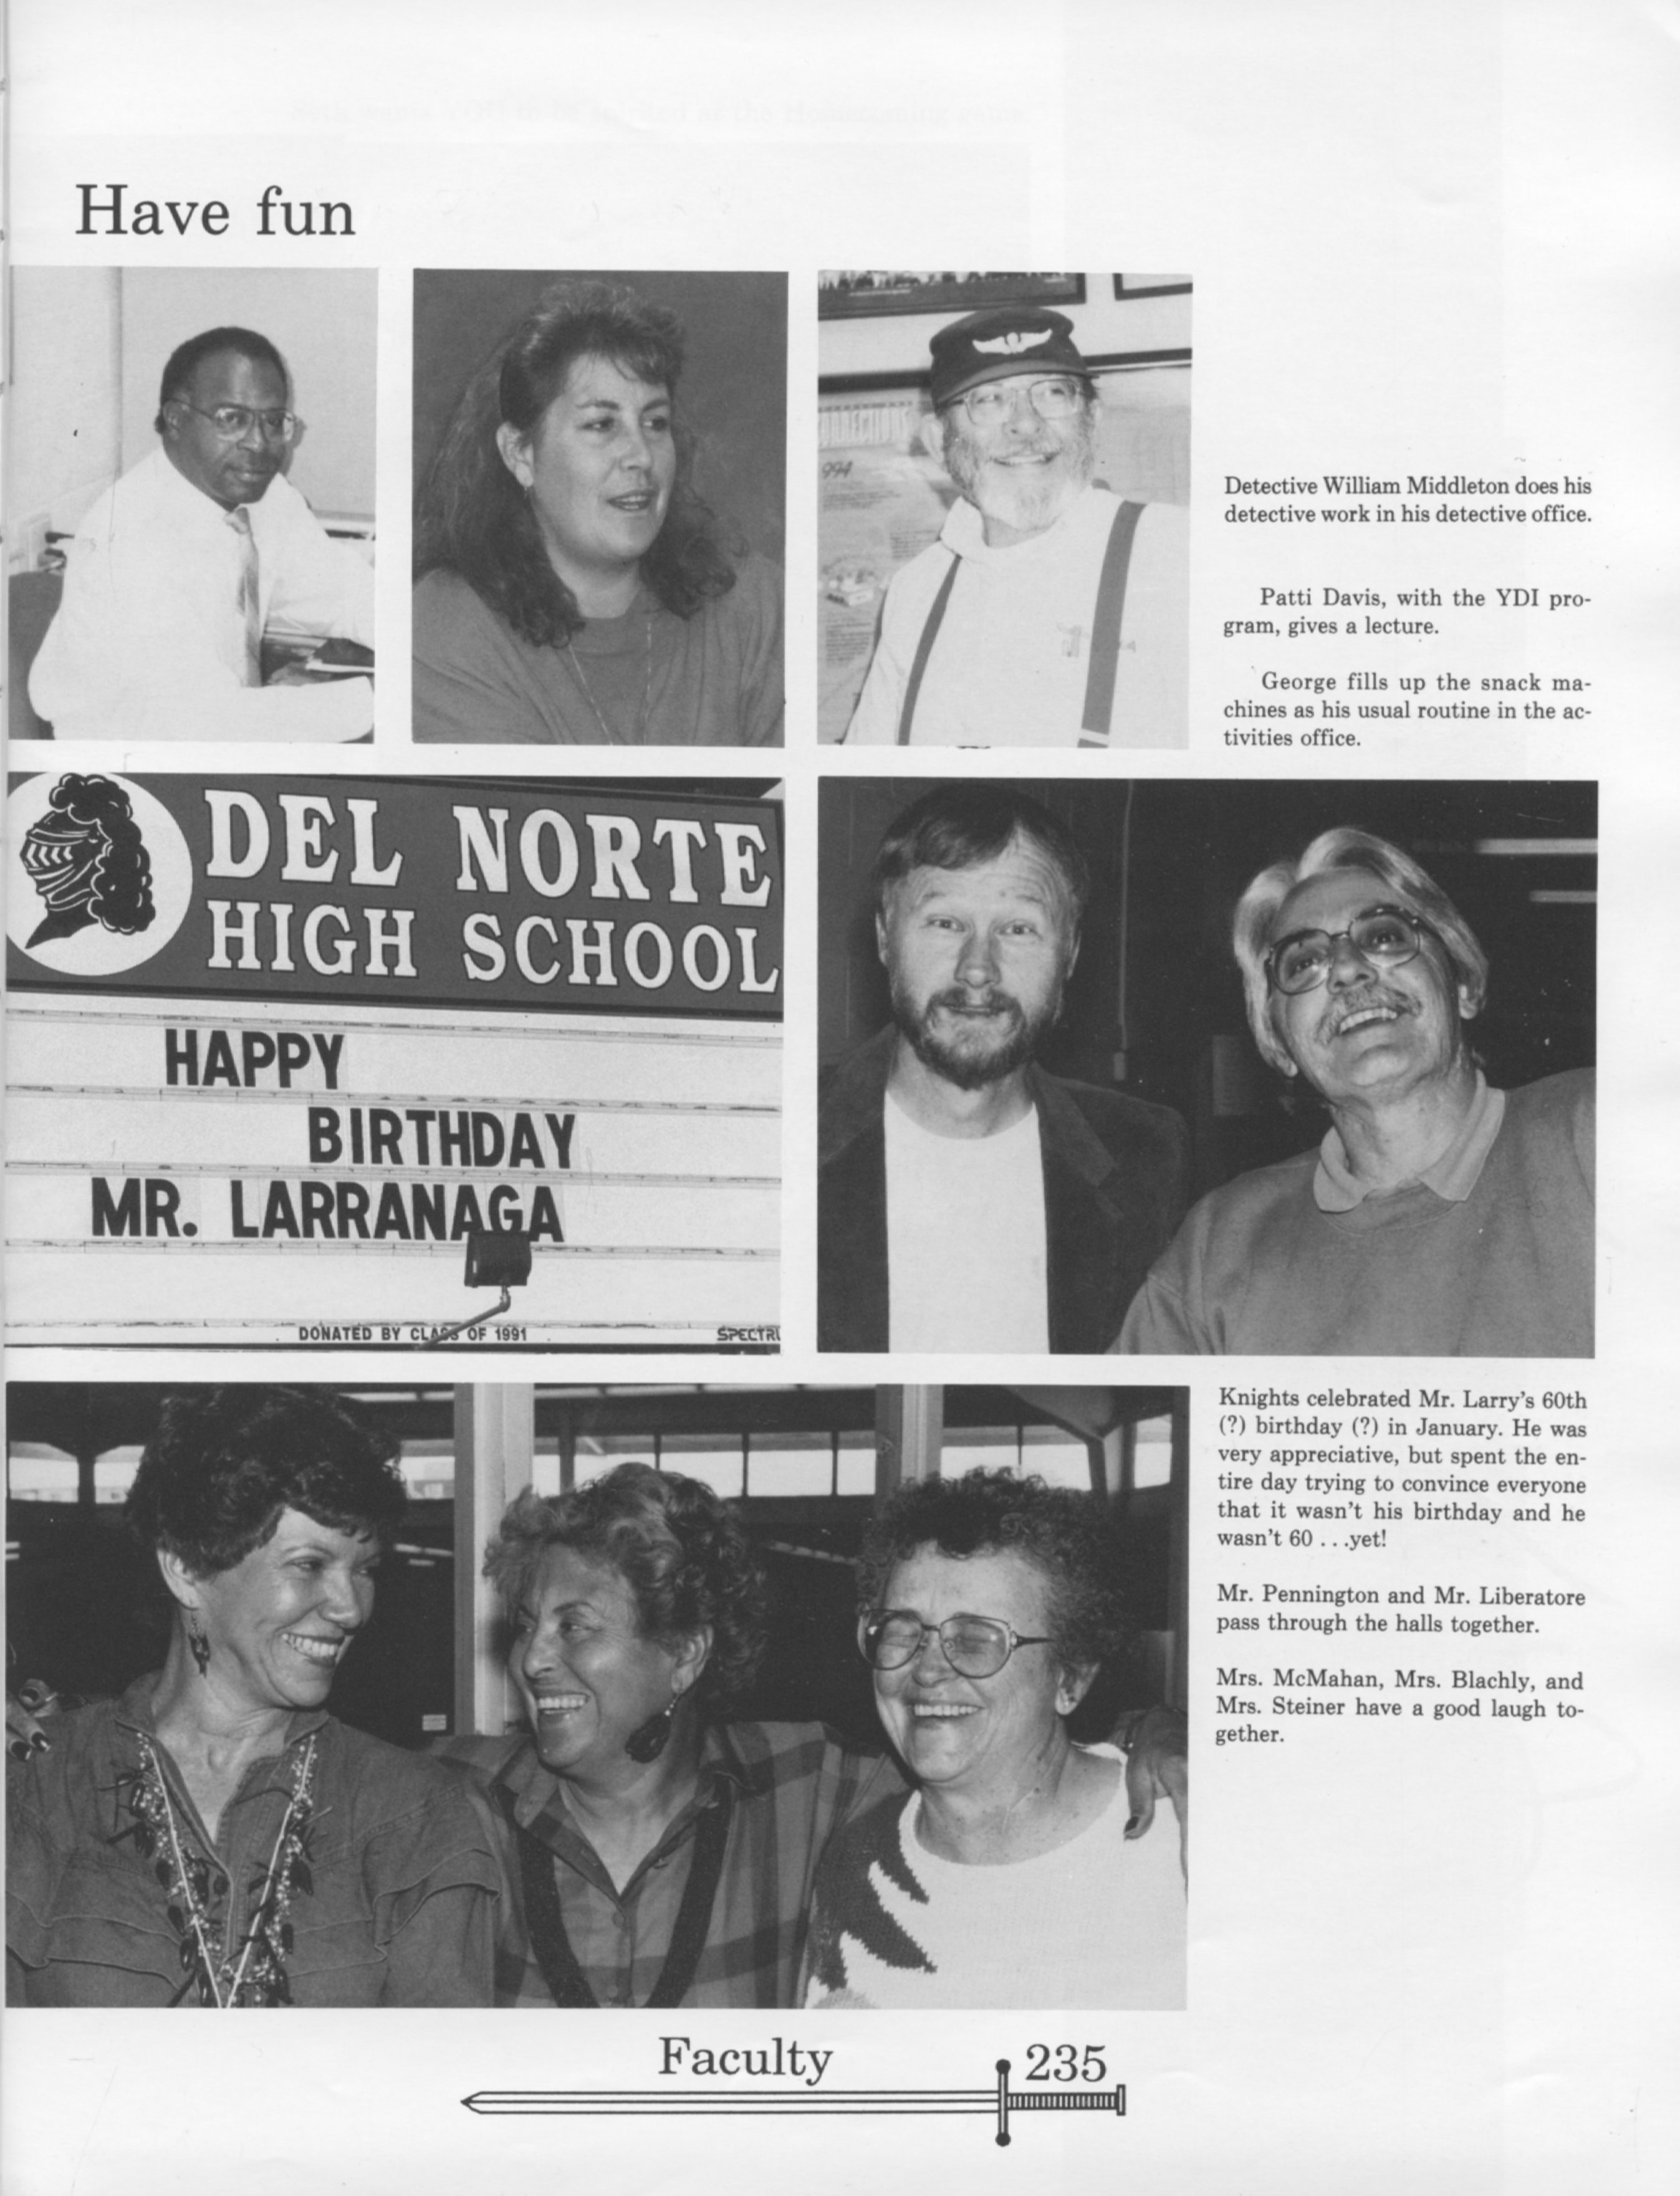 Have fun
994
Detective William Middleton does his
detective work in his detective office.
Patti Davis, with the YDI pro-
gram, gives a lecture.
George fills up the snack ma-
chines as his usual routine in the ac-
tivities office.
DEL NORTE
HIGH SCHOOL
HAPPY
BIRTHDAY
MR. LARRANAGA
DONATED BY CLASS OF 1991
SPECTRU
Knights celebrated Mr. Larry's 60th
(?) birthday (?) in January. He was
very appreciative, but spent the en-
tire day trying to convince everyone
that it wasn't his birthday and he
wasn't 60 . . .yet!
Mr. Pennington and Mr. Liberatore
pass through the halls together.
Mrs. McMahan, Mrs. Blachly, and
Mrs. Steiner have a good laugh to-
gether.
Faculty
235